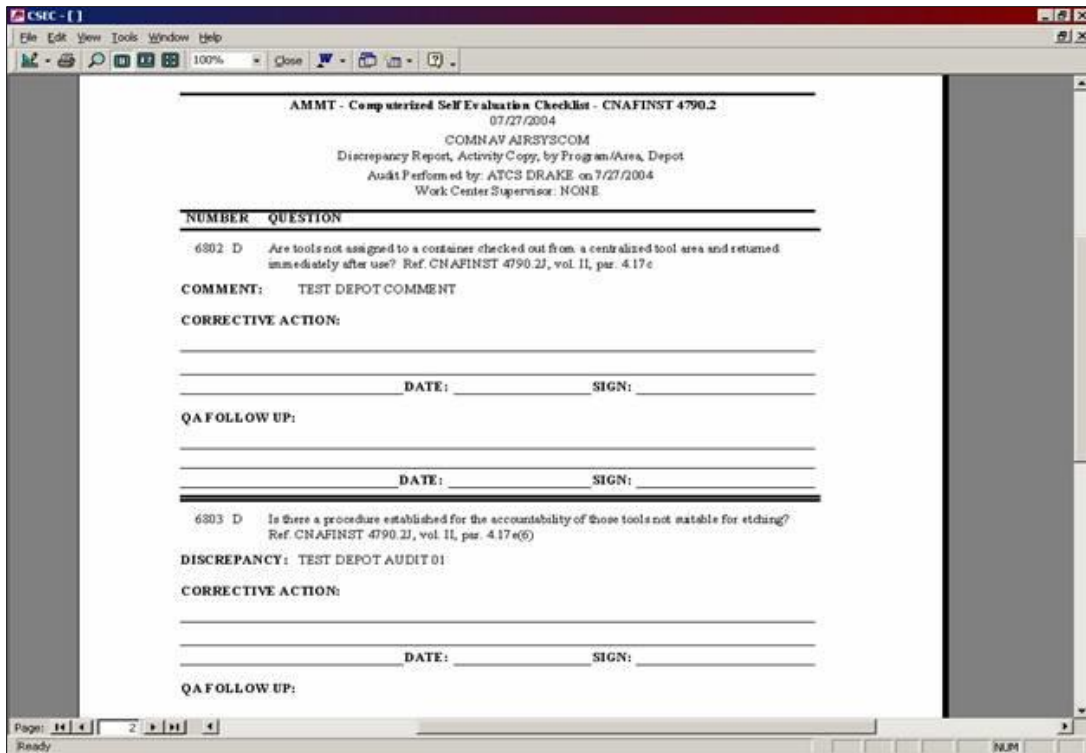 CSEC - [ ]
File Edit View Tools Window Help
100% Close
AMMT - Computerized Self Evaluation Checklist - CNAFINST 4790.2
07/27/2004
COMNAV AIRSYSCOM
Discrepancy Report, Activity Copy, by Program/Area, Depot
Audit Performed by: ATCS DRAKE on 7/27/2004
Work Center Supervisor: NONE
NUMBER QUESTION
6802 D Are tools not assigned to a container checked out from a centralized tool area and returned
immediately after use? Ref. CNAFINST 4790.2J, vol. II, par. 4.17c
COMMENT: TEST DEPOT COMMENT
CORRECTIVE ACTION:
DATE: SIGN:
QA FOLLOW UP:
DATE: SIGN:
6803 D Is there a procedure established for the accountability of those tools not suitable for etching?
Ref. CNAFINST 4790.2J, vol. II, par. 4.17e(6)
DISCREPANCY: TEST DEPOT AUDIT 01
CORRECTIVE ACTION:
DATE: SIGN:
QA FOLLOW UP:
Page: 2
Ready NUM